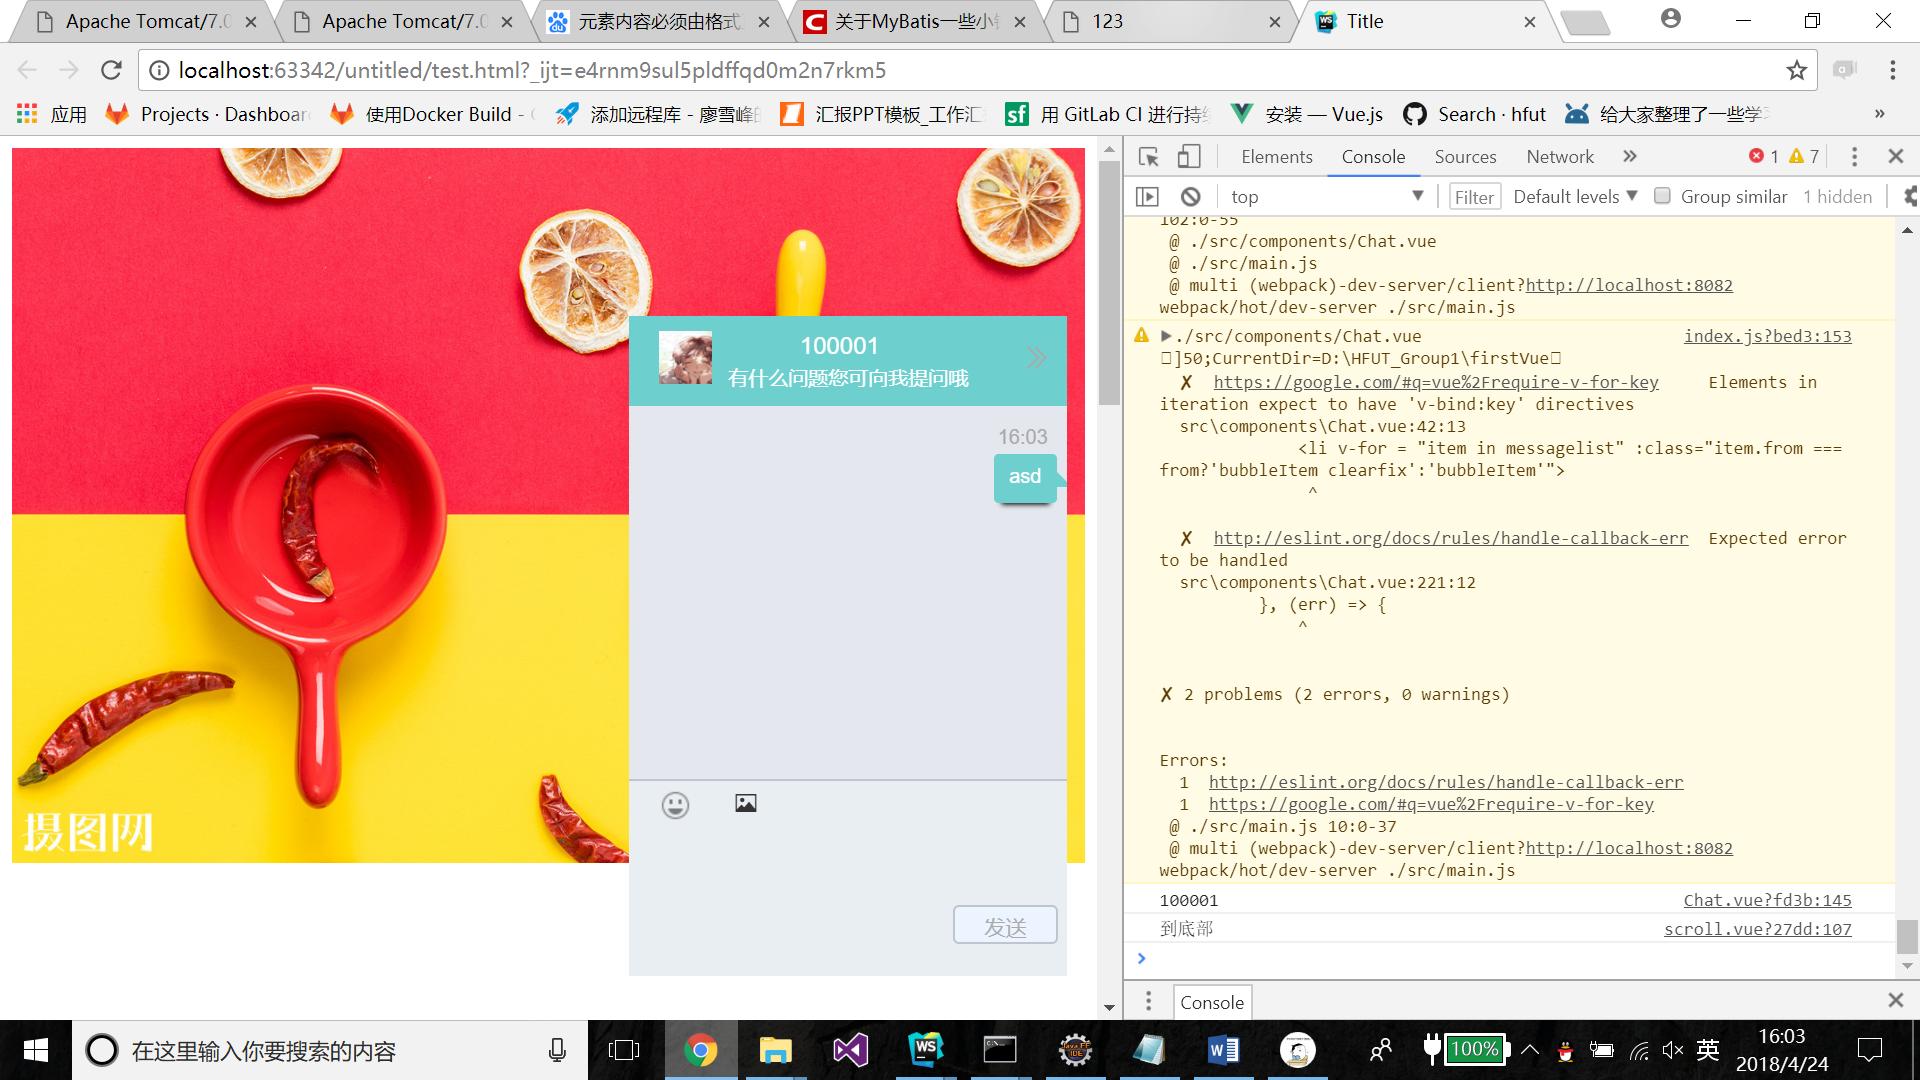 Apache Tomcat/7.0
Apache Tomcat/7.0
元素内容必须由格式
关于MyBatis一些小
123
Title
localhost:63342/untitled/test.html?_ijt=e4rnm9sul5pldffqd0m2n7rkm5
应用
Projects · Dashboar
使用Docker Build -
添加远程库 - 廖雪峰
汇报PPT模板_工作汇
用 GitLab CI 进行持
安装 — Vue.js
Search · hfut
给大家整理了一些学
»
摄图网
100001
有什么问题您可向我提问哦
16:03
asd
发送
Elements
Console
Sources
Network
1
7
top
Filter
Default levels
Group similar
1 hidden
102:0-55
@ ./src/components/Chat.vue
@ ./src/main.js
@ multi (webpack)-dev-server/client?http://localhost:8082
webpack/hot/dev-server ./src/main.js
./src/components/Chat.vue
index.js?bed3:153
]50;CurrentDir=D:\HFUT_Group1\firstVue
✘ https://google.com/#q=vue%2Frequire-v-for-key Elements in
iteration expect to have 'v-bind:key' directives
src\components\Chat.vue:42:13
<li v-for = "item in messagelist" :class="item.from ===
from?'bubbleItem clearfix':'bubbleItem'">
^
✘ http://eslint.org/docs/rules/handle-callback-err Expected error
to be handled
src\components\Chat.vue:221:12
}, (err) => {
^
✘ 2 problems (2 errors, 0 warnings)
Errors:
1 http://eslint.org/docs/rules/handle-callback-err
1 https://google.com/#q=vue%2Frequire-v-for-key
@ ./src/main.js 10:0-37
@ multi (webpack)-dev-server/client?http://localhost:8082
webpack/hot/dev-server ./src/main.js
100001
Chat.vue?fd3b:145
到底部
scroll.vue?27dd:107
Console
在这里输入你要搜索的内容
100%
英
16:03
2018/4/24